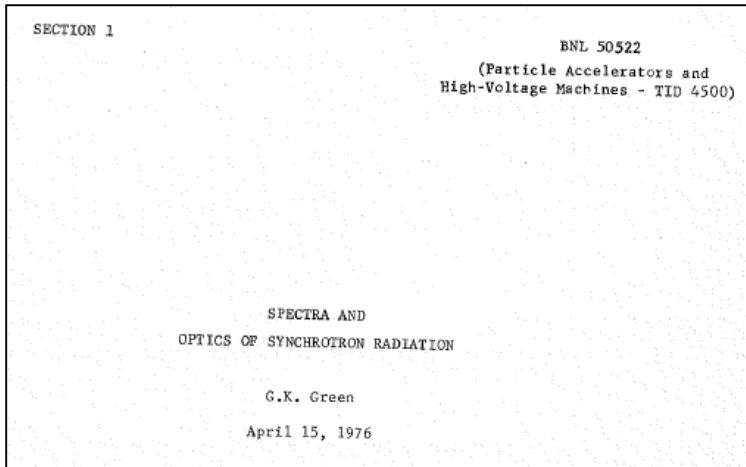 SECTION 1
BNL 50522
(Particle Accelerators and
High-Voltage Machines - TID 4500)
SPECTRA AND
OPTICS OF SYNCHROTRON RADIATION
G.K. Green
April 15, 1976